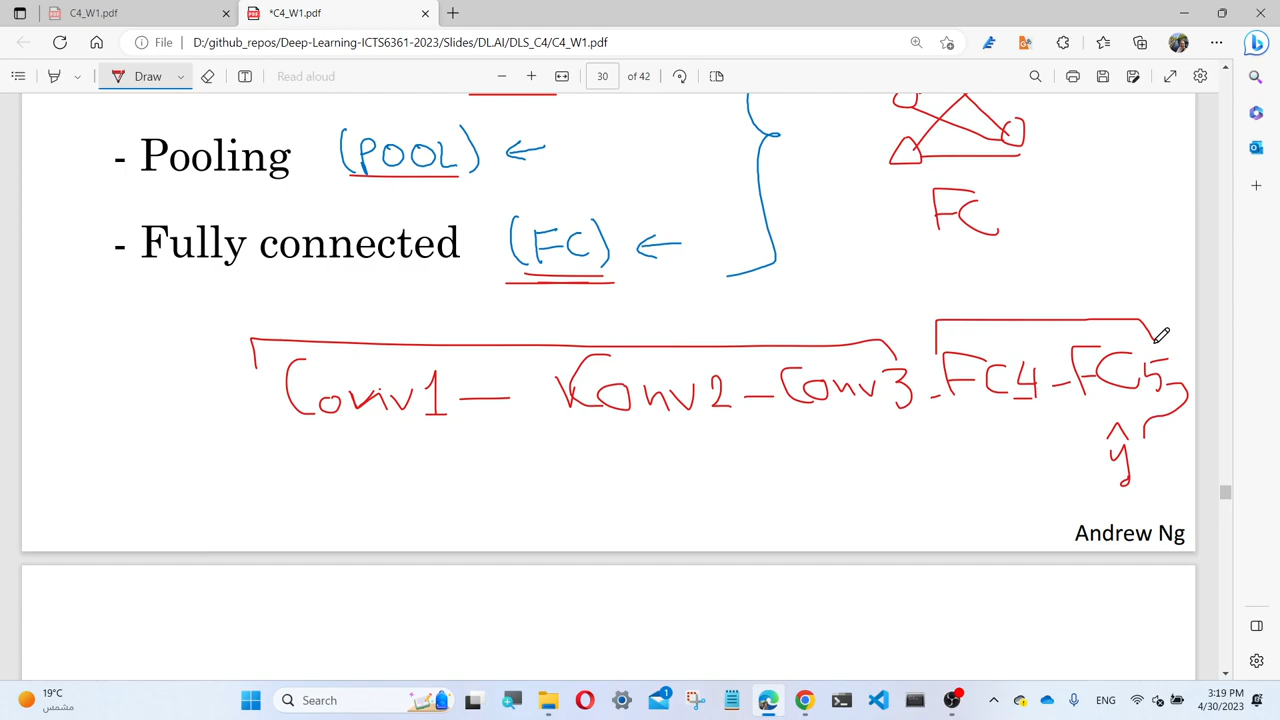 C4_W1.pdf
*C4_W1.pdf
File
D:/github_repos/Deep-Learning-ICTS6361-2023/Slides/DL.AI/DLS_C4/C4_W1.pdf
Draw
Read aloud
30 of 42
- Pooling (POOL) ←
FC
- Fully connected (FC) ←
Conv1 — Conv2 - Conv3 - FC4 - FC5
ŷ
Andrew Ng
19°C
مشمس
Search
1
ENG
3:19 PM
4/30/2023